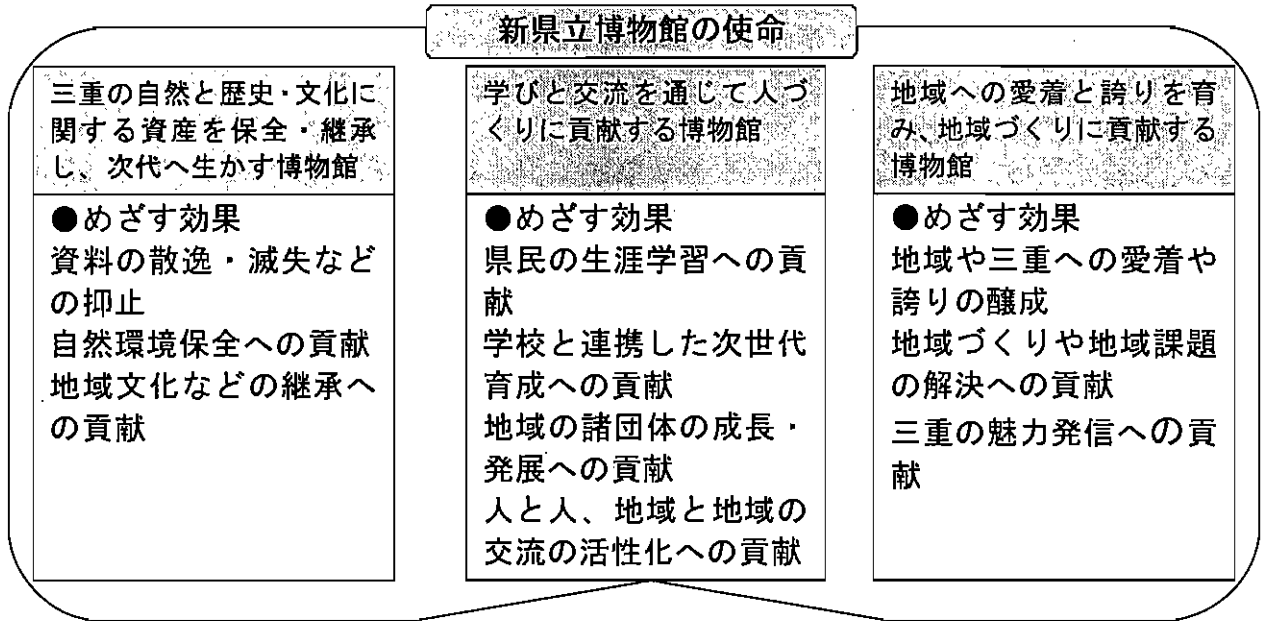 新県立博物館の使命
三重の自然と歴史・文化に
関する資産を保全・継承
し、次代へ生かす博物館
●めざす効果
資料の散逸・滅失など
の抑止
自然環境保全への貢献
地域文化などの継承へ
の貢献
学びと交流を通じて人づ
くりに貢献する博物館
●めざす効果
県民の生涯学習への貢
献
学校と連携した次世代
育成への貢献
地域の諸団体の成長・
発展への貢献
人と人、地域と地域の
交流の活性化への貢献
地域への愛着と誇りを育
み、地域づくりに貢献する
博物館
●めざす効果
地域や三重への愛着や
誇りの醸成
地域づくりや地域課題
の解決への貢献
三重の魅力発信への貢
献